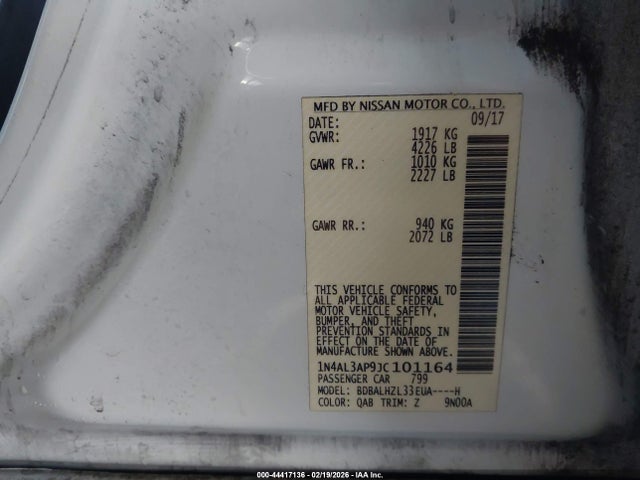 MFD BY NISSAN MOTOR CO., LTD.
DATE: 09/17
GVWR: 1917 KG
4226 LB
GAWR FR.: 1010 KG
2227 LB
GAWR RR.: 940 KG
2072 LB
THIS VEHICLE CONFORMS TO
ALL APPLICABLE FEDERAL
MOTOR VEHICLE SAFETY,
BUMPER, AND THEFT
PREVENTION STANDARDS IN
EFFECT ON THE DATE OF
MANUFACTURE SHOWN ABOVE.
1N4AL3AP9JC101164
PASSENGER CAR 799
MODEL: BDBALHZL33EUA----H
COLOR: QAB TRIM: Z 9N00A
000-44417136 - 02/19/2026 - IAA Inc.